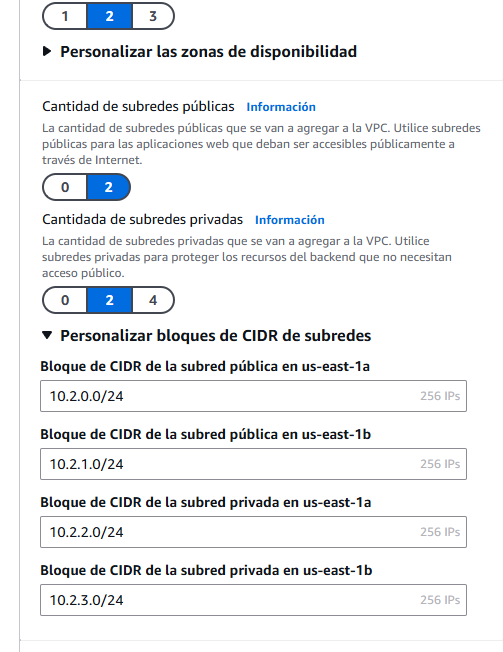 1 2 3
Personalizar las zonas de disponibilidad
Cantidad de subredes públicas Información
La cantidad de subredes públicas que se van a agregar a la VPC. Utilice subredes
públicas para las aplicaciones web que deban ser accesibles públicamente a
través de Internet.
0 2
Cantidada de subredes privadas Información
La cantidad de subredes privadas que se van a agregar a la VPC. Utilice
subredes privadas para proteger los recursos del backend que no necesitan
acceso público.
0 2 4
Personalizar bloques de CIDR de subredes
Bloque de CIDR de la subred pública en us-east-1a
10.2.0.0/24 256 IPs
Bloque de CIDR de la subred pública en us-east-1b
10.2.1.0/24 256 IPs
Bloque de CIDR de la subred privada en us-east-1a
10.2.2.0/24 256 IPs
Bloque de CIDR de la subred privada en us-east-1b
10.2.3.0/24 256 IPs